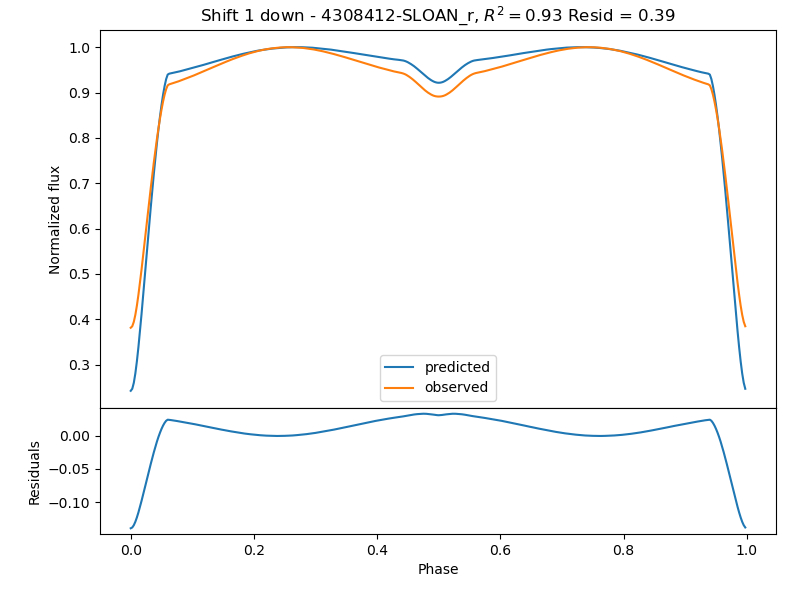 Shift 1 down - 4308412-SLOAN_r, R² = 0.93 Resid = 0.39
1.0
0.9
0.8
0.7
0.6
0.5
0.4
0.3
Normalized flux
predicted
observed
0.00
−0.05
−0.10
Residuals
0.0 0.2 0.4 0.6 0.8 1.0
Phase